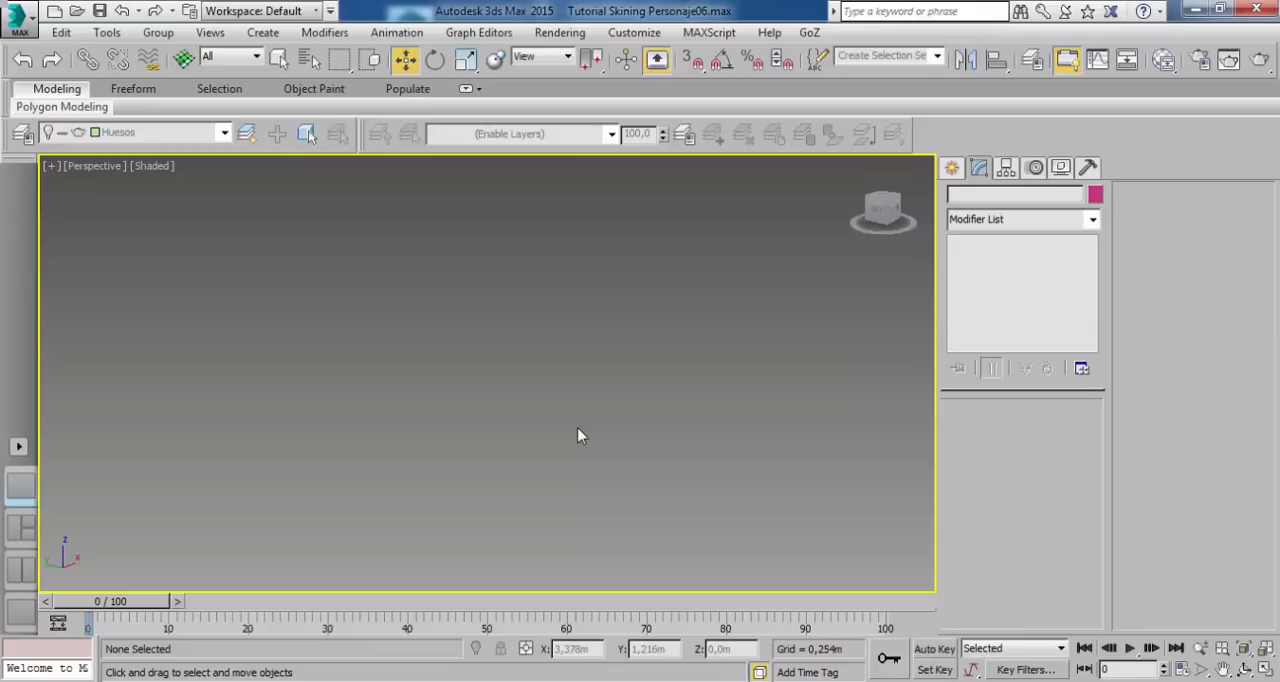 Workspace: Default
Autodesk 3ds Max 2015
Tutorial Skining Personaje06.max
Type a keyword or phrase
MAX
Edit
Tools
Group
Views
Create
Modifiers
Animation
Graph Editors
Rendering
Customize
MAXScript
Help
GoZ
All
View
3
ABC
Create Selection Se
Modeling
Freeform
Selection
Object Paint
Populate
Polygon Modeling
Huesos
(Enable Layers)
100,0
[+] [Perspective] [Shaded]
Modifier List
z
x
y
< 0 / 100 >
0
10
20
30
40
50
60
70
80
90
100
None Selected
X: 3,378m
Y: 1,216m
Z: 0,0m
Grid = 0,254m
Auto Key
Selected
Welcome to M
Click and drag to select and move objects
Add Time Tag
Set Key
Key Filters...
0